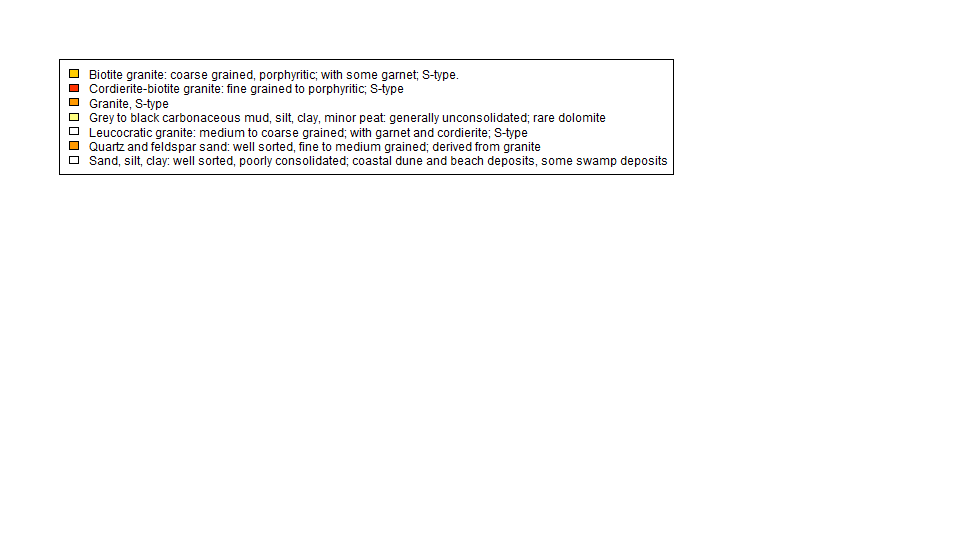 Biotite granite: coarse grained, porphyritic; with some garnet; S-type.
Cordierite-biotite granite: fine grained to porphyritic; S-type
Granite, S-type
Grey to black carbonaceous mud, silt, clay, minor peat: generally unconsolidated; rare dolomite
Leucocratic granite: medium to coarse grained; with garnet and cordierite; S-type
Quartz and feldspar sand: well sorted, fine to medium grained; derived from granite
Sand, silt, clay: well sorted, poorly consolidated; coastal dune and beach deposits, some swamp deposits